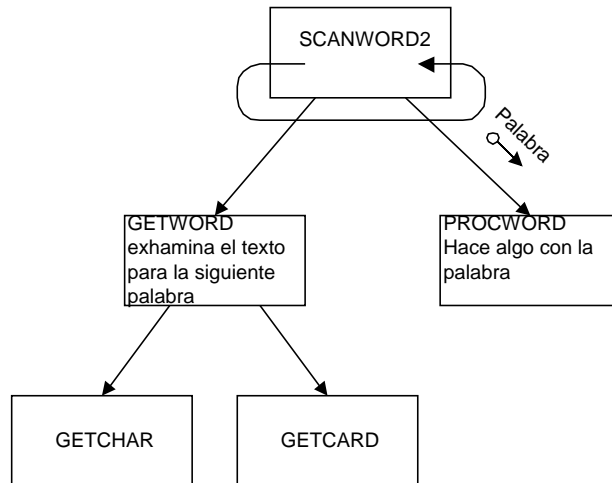 SCANWORD2
Palabra
GETWORD
exhamina el texto
para la siguiente
palabra
PROCWORD
Hace algo con la
palabra
GETCHAR
GETCARD